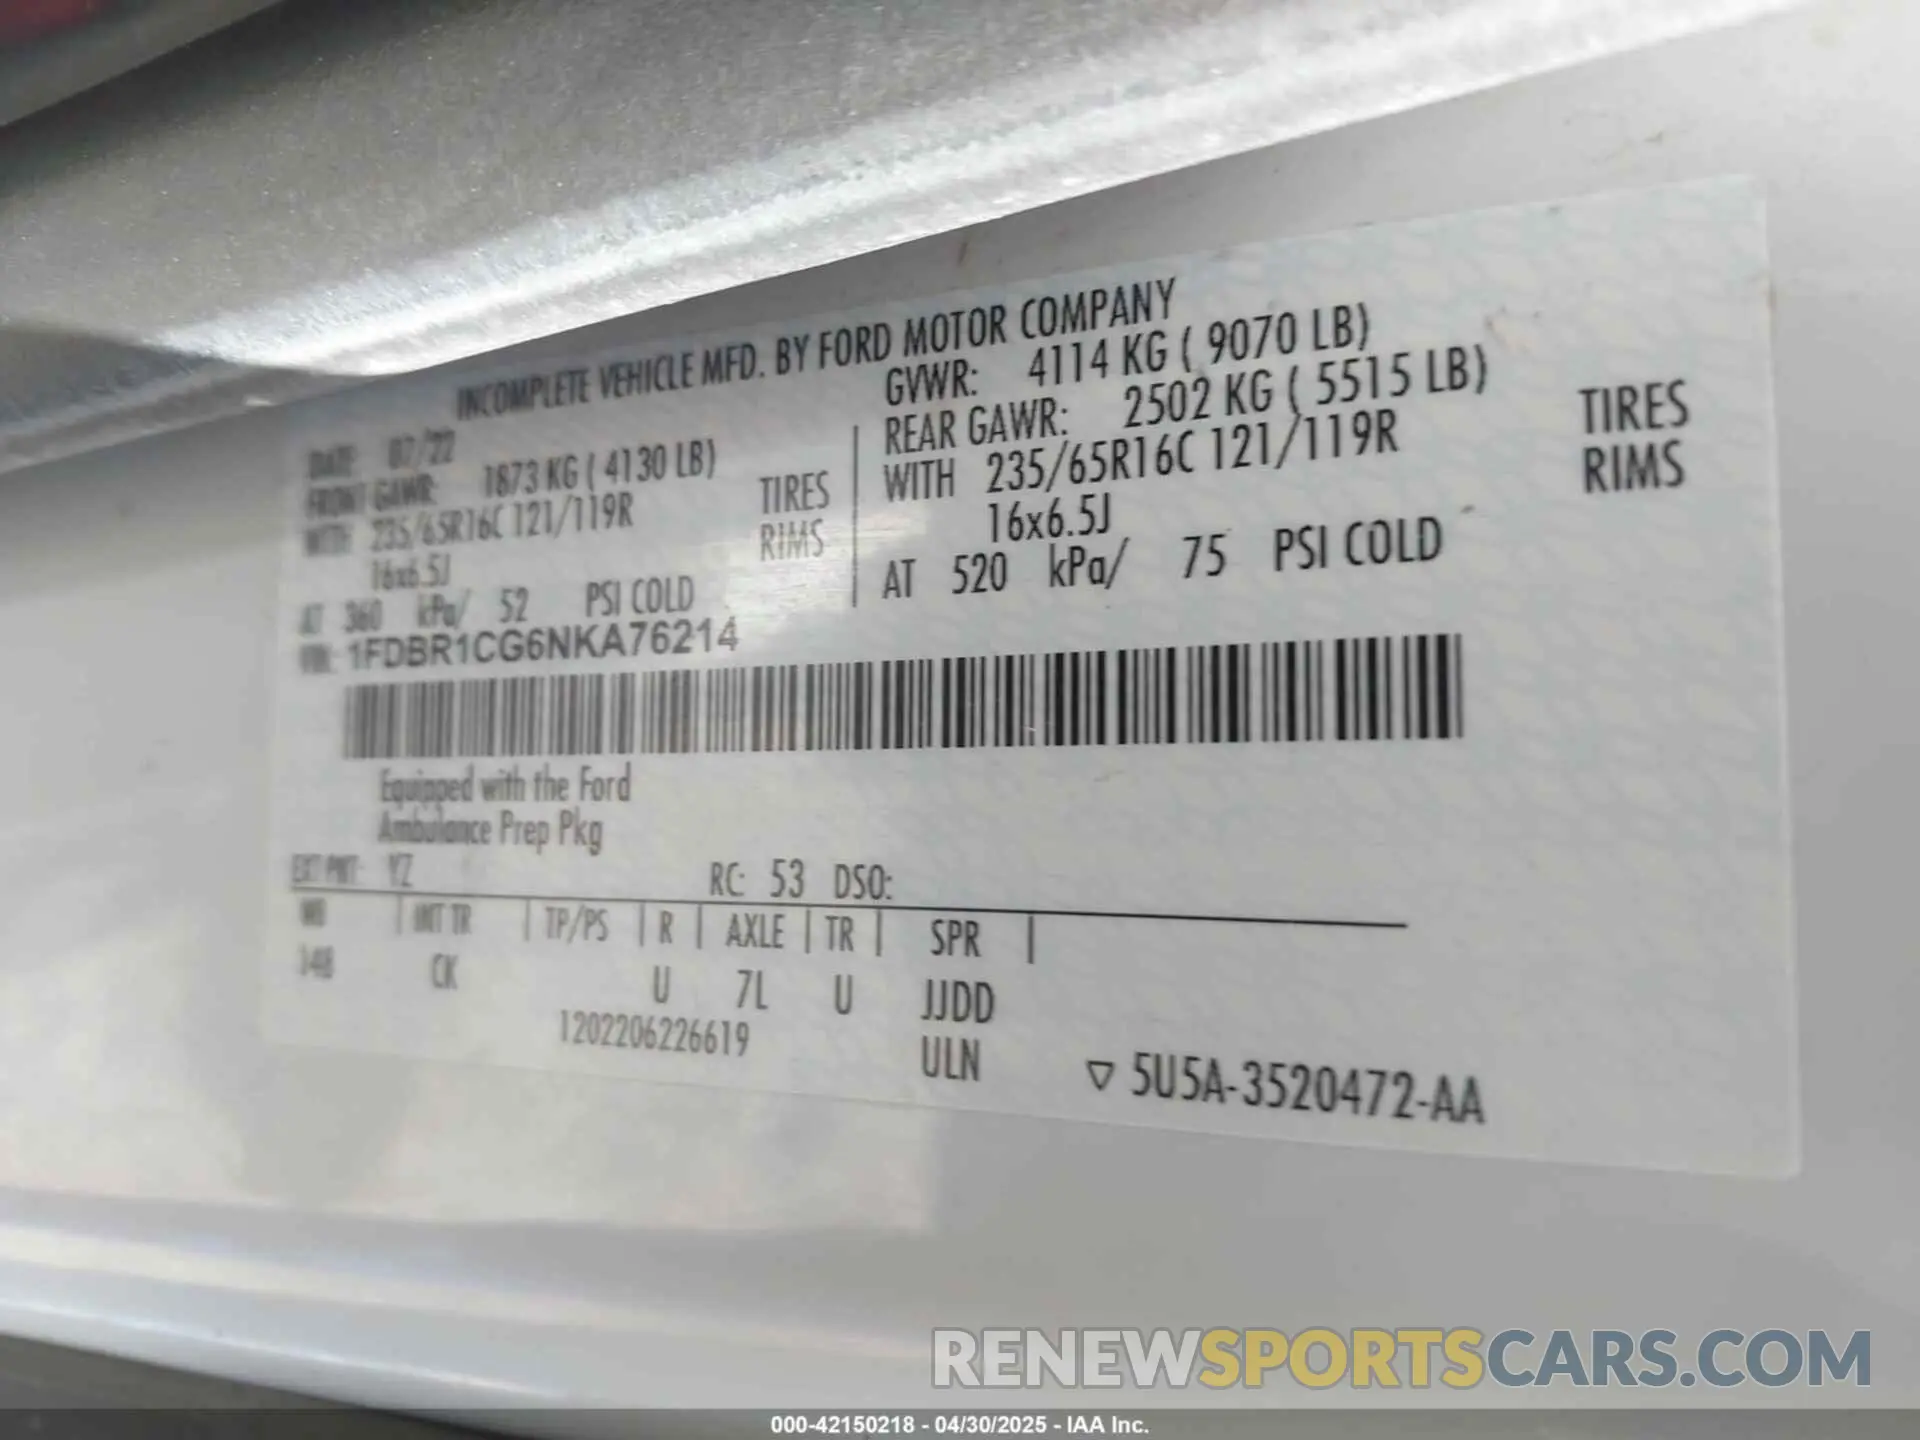 INCOMPLETE VEHICLE MFD. BY FORD MOTOR COMPANY
DATE: 07/22
GVWR: 4114 KG ( 9070 LB)
FRONT GAWR: 1873 KG ( 4130 LB)
REAR GAWR: 2502 KG ( 5515 LB)
WITH 235/65R16C 121/119R TIRES
WITH 235/65R16C 121/119R TIRES
16x6.5J RIMS
16x6.5J RIMS
AT 360 kPa/ 52 PSI COLD
AT 520 kPa/ 75 PSI COLD
VIN: 1FDBR1CG6NKA76214
Equipped with the Ford
Ambulance Prep Pkg
EXT PNT: YZ RC: 53 DSO:
WB | INT TR | TP/PS | R | AXLE | TR | SPR |
148 CK U 7L U JJDD
1202206226619 ULN
▽ 5U5A-3520472-AA
RENEWSPORTSCARS.COM
000-42150218 - 04/30/2025 - IAA Inc.